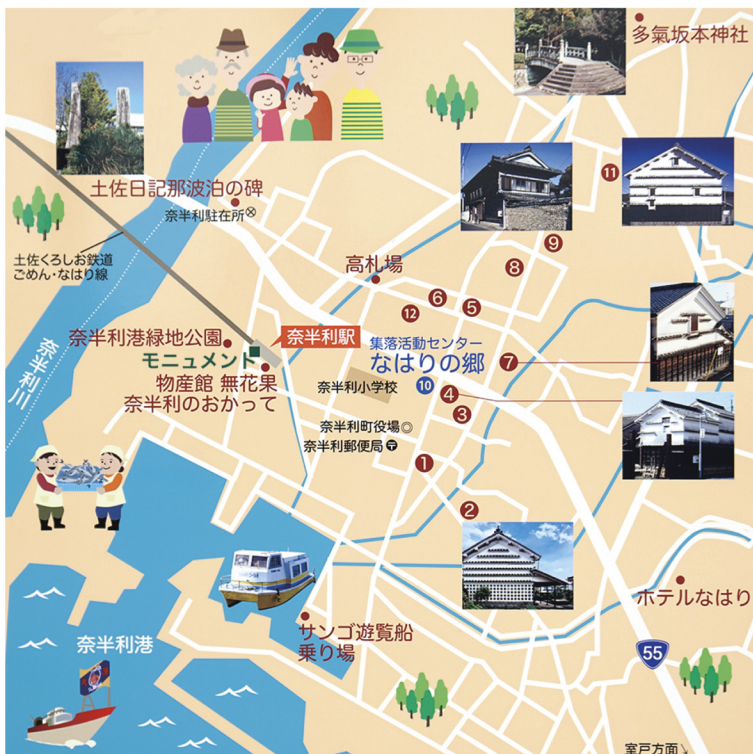 多氣坂本神社
⑪
土佐日記那波泊の碑
奈半利駐在所
土佐くろしお鉄道
ごめん・なはり線
高札場
⑨
⑧
⑥
⑤
⑫
奈半利駅
奈半利港緑地公園
モニュメント
物産館 無花果
奈半利のおかって
集落活動センター
なはりの郷
⑦
⑩
奈半利小学校
④
③
奈半利町役場◎
奈半利郵便局〒
①
②
奈半利川
ホテルなはり
サンゴ遊覧船
乗り場
奈半利港
55
室戸方面